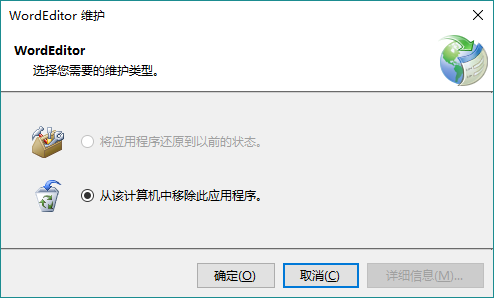 WordEditor 维护
WordEditor
选择您需要的维护类型。
将应用程序还原到以前的状态。
从该计算机中移除此应用程序。
确定(O) 取消(C) 详细信息(M)...